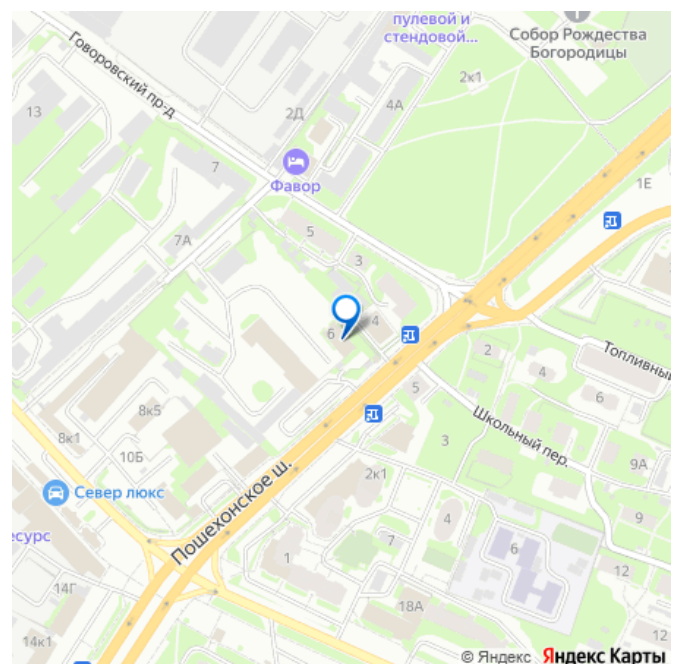 пулевой и
стендовой...
Собор Рождества
Богородицы
Говоровский пр-д
2к1
13
2Д
4А
7
Фавор
1Е
5
7А
3
6
4
2
4
Топливный
5
6
8к5
Школьный пер.
8к1
3
10Б
9А
Север люкс
2к1
Пошехонское ш.
9
4
есурс
7
6
1
12
14Г
18А
12
14к1
© Яндекс Яндекс Карты